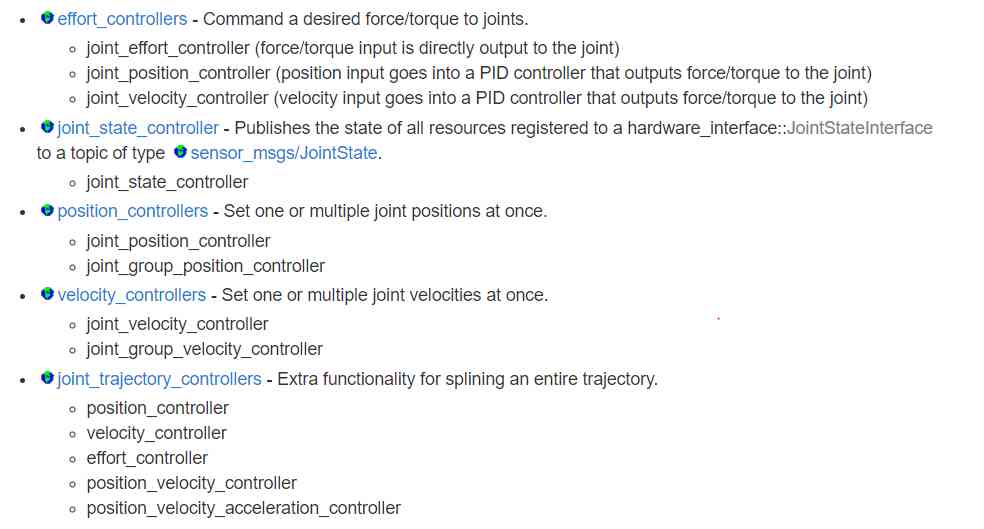 effort_controllers - Command a desired force/torque to joints.
joint_effort_controller (force/torque input is directly output to the joint)
joint_position_controller (position input goes into a PID controller that outputs force/torque to the joint)
joint_velocity_controller (velocity input goes into a PID controller that outputs force/torque to the joint)
joint_state_controller - Publishes the state of all resources registered to a hardware_interface::JointStateInterface
to a topic of type sensor_msgs/JointState.
joint_state_controller
position_controllers - Set one or multiple joint positions at once.
joint_position_controller
joint_group_position_controller
velocity_controllers - Set one or multiple joint velocities at once.
joint_velocity_controller
joint_group_velocity_controller
joint_trajectory_controllers - Extra functionality for splining an entire trajectory.
position_controller
velocity_controller
effort_controller
position_velocity_controller
position_velocity_acceleration_controller